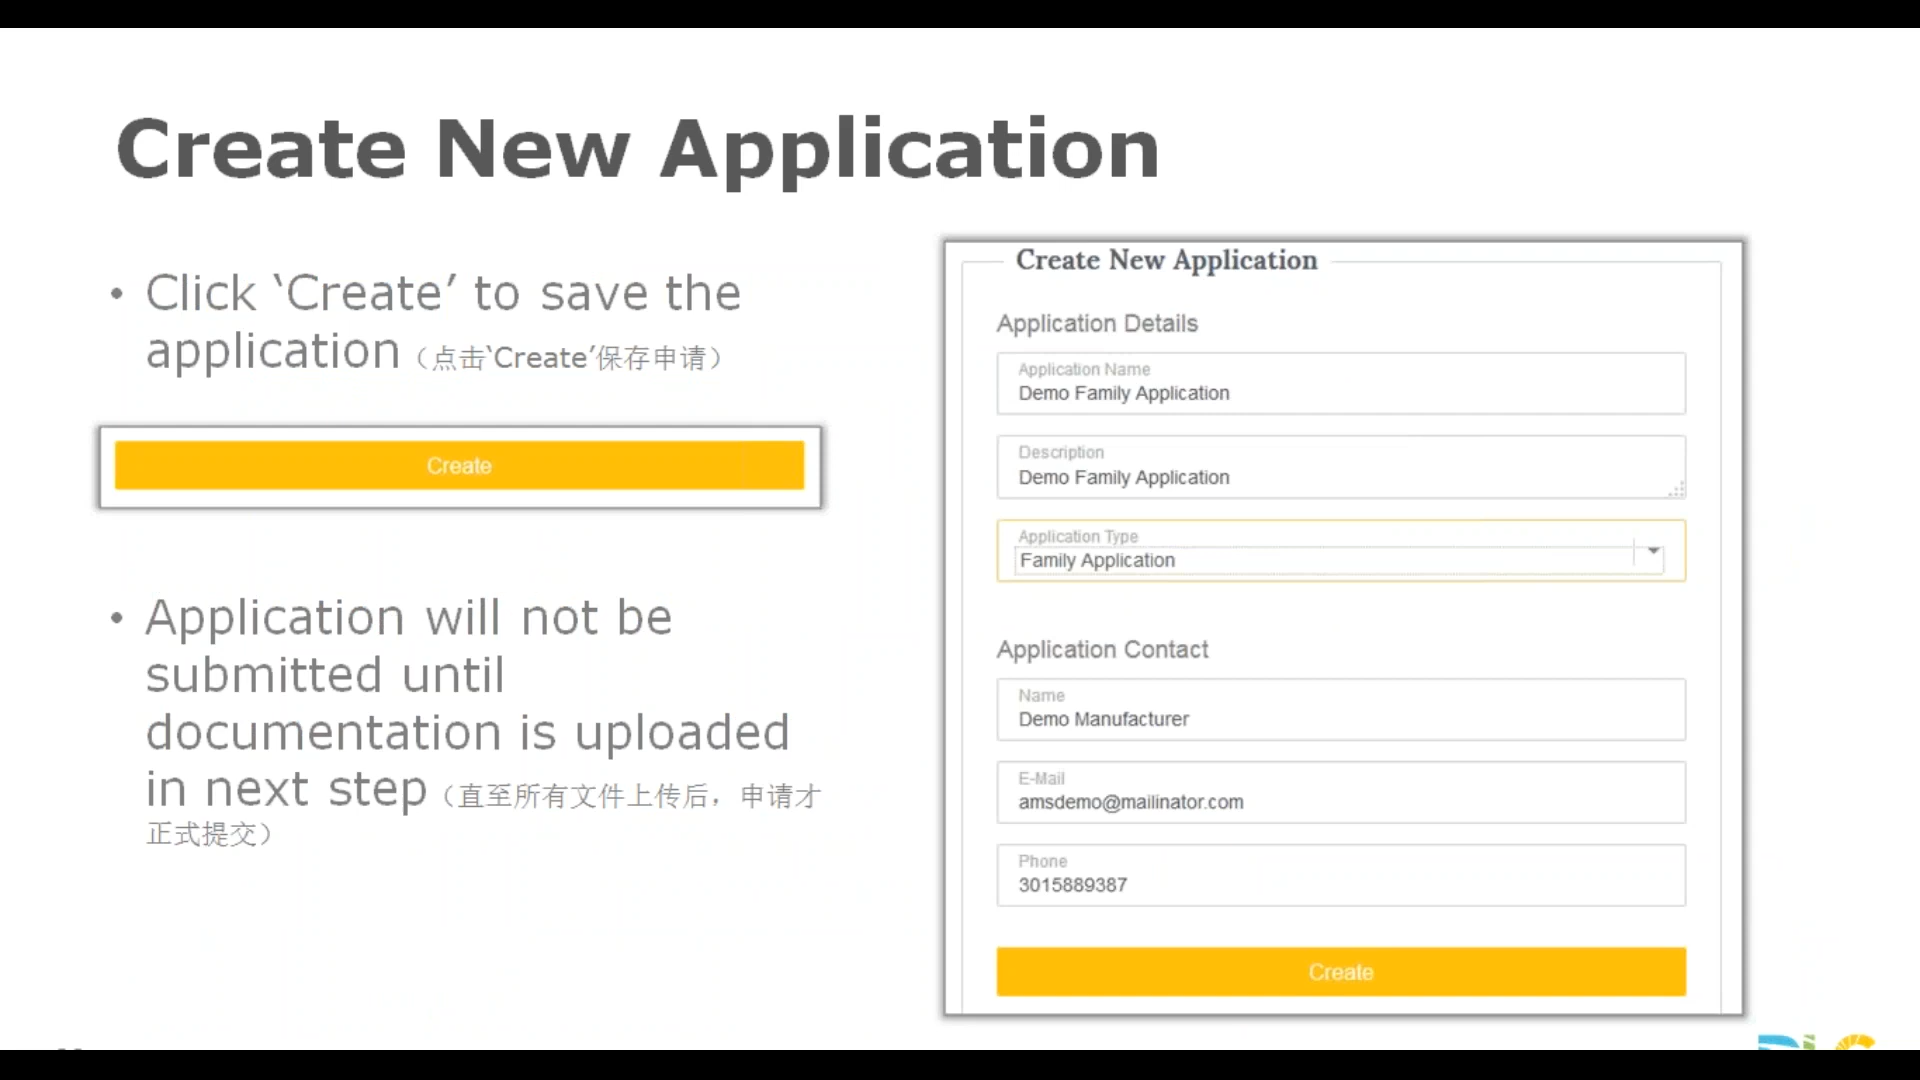 Create New Application
• Click ‘Create’ to save the
application（点击‘Create’保存申请）
Create
• Application will not be
submitted until
documentation is uploaded
in next step（直至所有文件上传后，申请才
正式提交）
Create New Application
Application Details
Application Name
Demo Family Application
Description
Demo Family Application
Application Type
Family Application
Application Contact
Name
Demo Manufacturer
E-Mail
amsdemo@mailinator.com
Phone
3015889387
Create